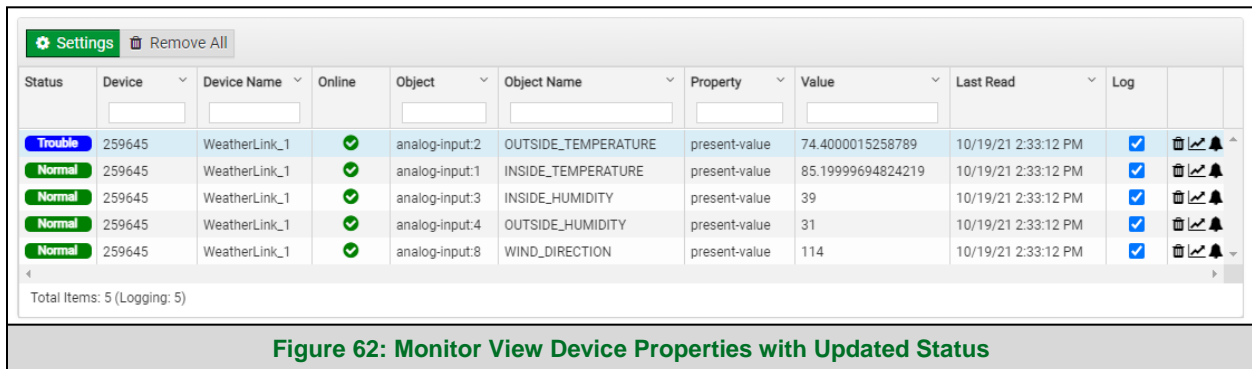 Settings Remove All
Status Device Device Name Online Object Object Name Property Value Last Read Log
Trouble 259645 WeatherLink_1 analog-input:2 OUTSIDE_TEMPERATURE present-value 74.4000015258789 10/19/21 2:33:12 PM
Normal 259645 WeatherLink_1 analog-input:1 INSIDE_TEMPERATURE present-value 85.19999694824219 10/19/21 2:33:12 PM
Normal 259645 WeatherLink_1 analog-input:3 INSIDE_HUMIDITY present-value 39 10/19/21 2:33:12 PM
Normal 259645 WeatherLink_1 analog-input:4 OUTSIDE_HUMIDITY present-value 31 10/19/21 2:33:12 PM
Normal 259645 WeatherLink_1 analog-input:8 WIND_DIRECTION present-value 114 10/19/21 2:33:12 PM
Total Items: 5 (Logging: 5)
Figure 62: Monitor View Device Properties with Updated Status